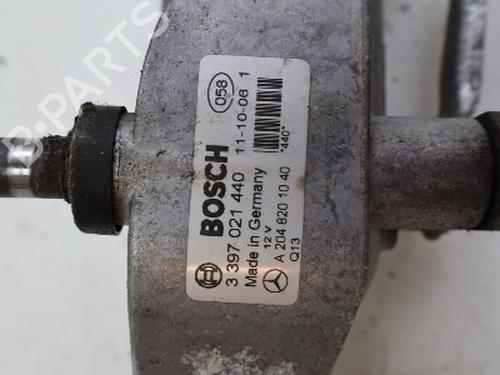 058
11-10-06 1
*440*
BOSCH
3 397 021 440
Made in Germany
12 V
A 204 820 10 40
Q13
B-PARTS